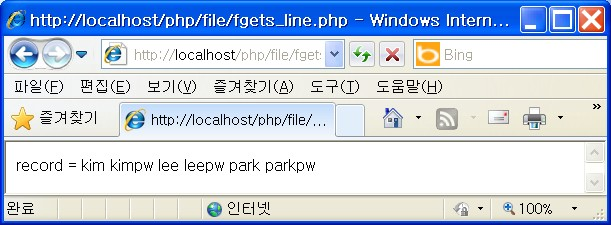 http://localhost/php/file/fgets_line.php - Windows Intern...
http://localhost/php/file/fgets
Bing
파일(F) 편집(E) 보기(V) 즐겨찾기(A) 도구(T) 도움말(H)
즐겨찾기
http://localhost/php/file/...
»
record = kim kimpw lee leepw park parkpw
완료
인터넷
100%